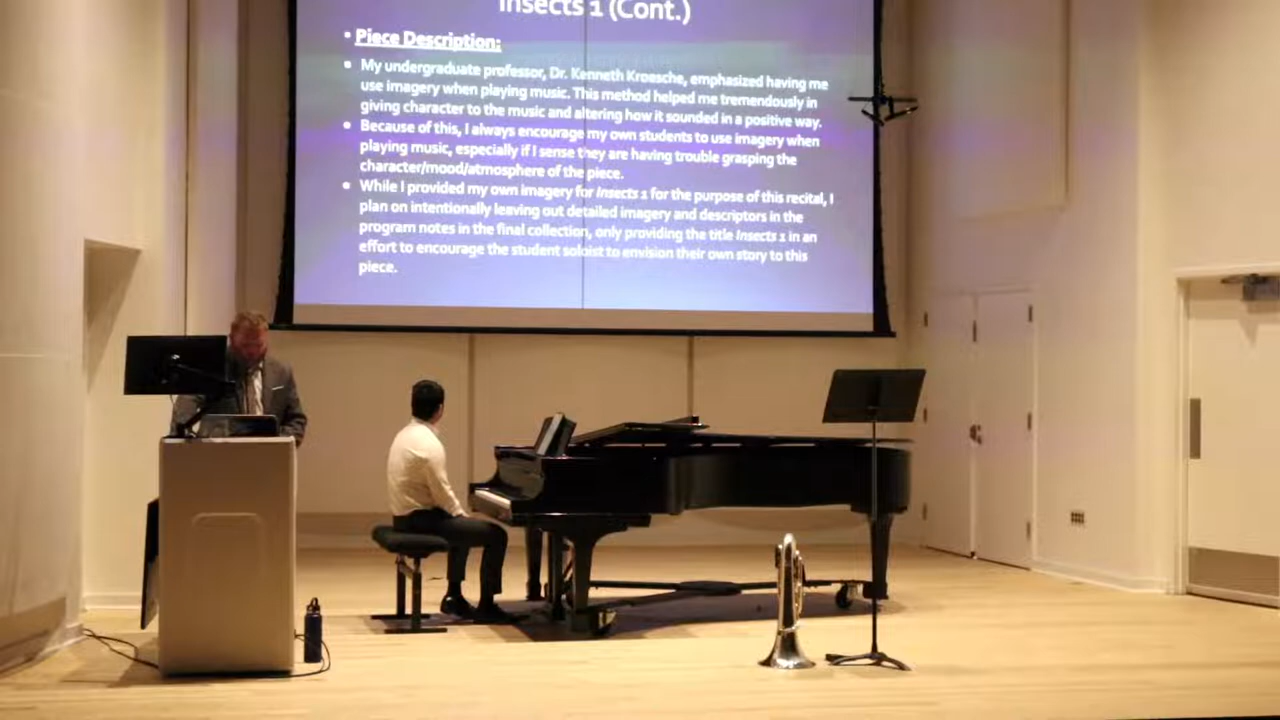 Insects 1 (Cont.)
• Piece Description:
• My undergraduate professor, Dr. Kenneth Kroesche, emphasized having me
use imagery when playing music. This method helped me tremendously in
giving character to the music and altering how it sounded in a positive way.
• Because of this, I always encourage my own students to use imagery when
playing music, especially if I sense they are having trouble grasping the
character/mood/atmosphere of the piece.
• While I provided my own imagery for Insects 1 for the purpose of this recital, I
plan on intentionally leaving out detailed imagery and descriptors in the
program notes in the final collection, only providing the title Insects 1 in an
effort to encourage the student soloist to envision their own story to this
piece.